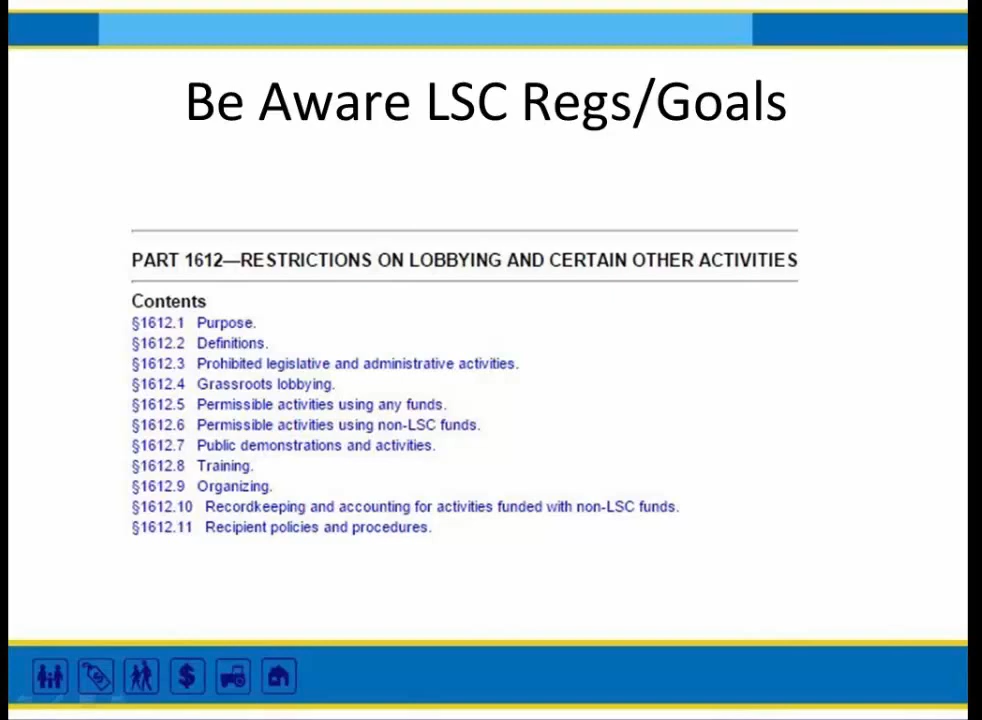 Be Aware LSC Regs/Goals
PART 1612—RESTRICTIONS ON LOBBYING AND CERTAIN OTHER ACTIVITIES
Contents
§1612.1 Purpose.
§1612.2 Definitions.
§1612.3 Prohibited legislative and administrative activities.
§1612.4 Grassroots lobbying.
§1612.5 Permissible activities using any funds.
§1612.6 Permissible activities using non-LSC funds.
§1612.7 Public demonstrations and activities.
§1612.8 Training.
§1612.9 Organizing.
§1612.10 Recordkeeping and accounting for activities funded with non-LSC funds.
§1612.11 Recipient policies and procedures.
$